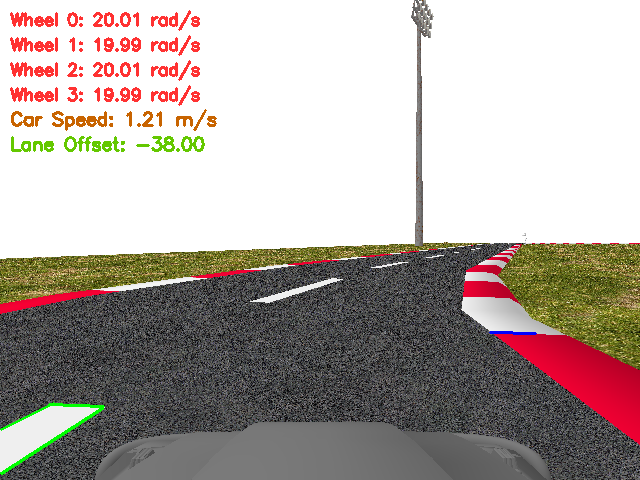 Wheel 0: 20.01 rad/s
Wheel 1: 19.99 rad/s
Wheel 2: 20.01 rad/s
Wheel 3: 19.99 rad/s
Car Speed: 1.21 m/s
Lane Offset: -38.00